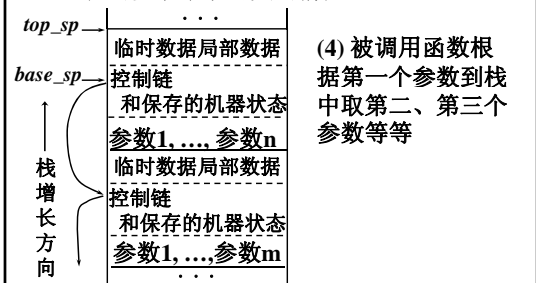 · · ·
top_sp
临时数据局部数据
base_sp
控制链
和保存的机器状态
参数1, …, 参数n
临时数据局部数据
控制链
和保存的机器状态
参数1, …,参数m
· · ·
栈增长方向
(4) 被调用函数根
据第一个参数到栈
中取第二、第三个
参数等等